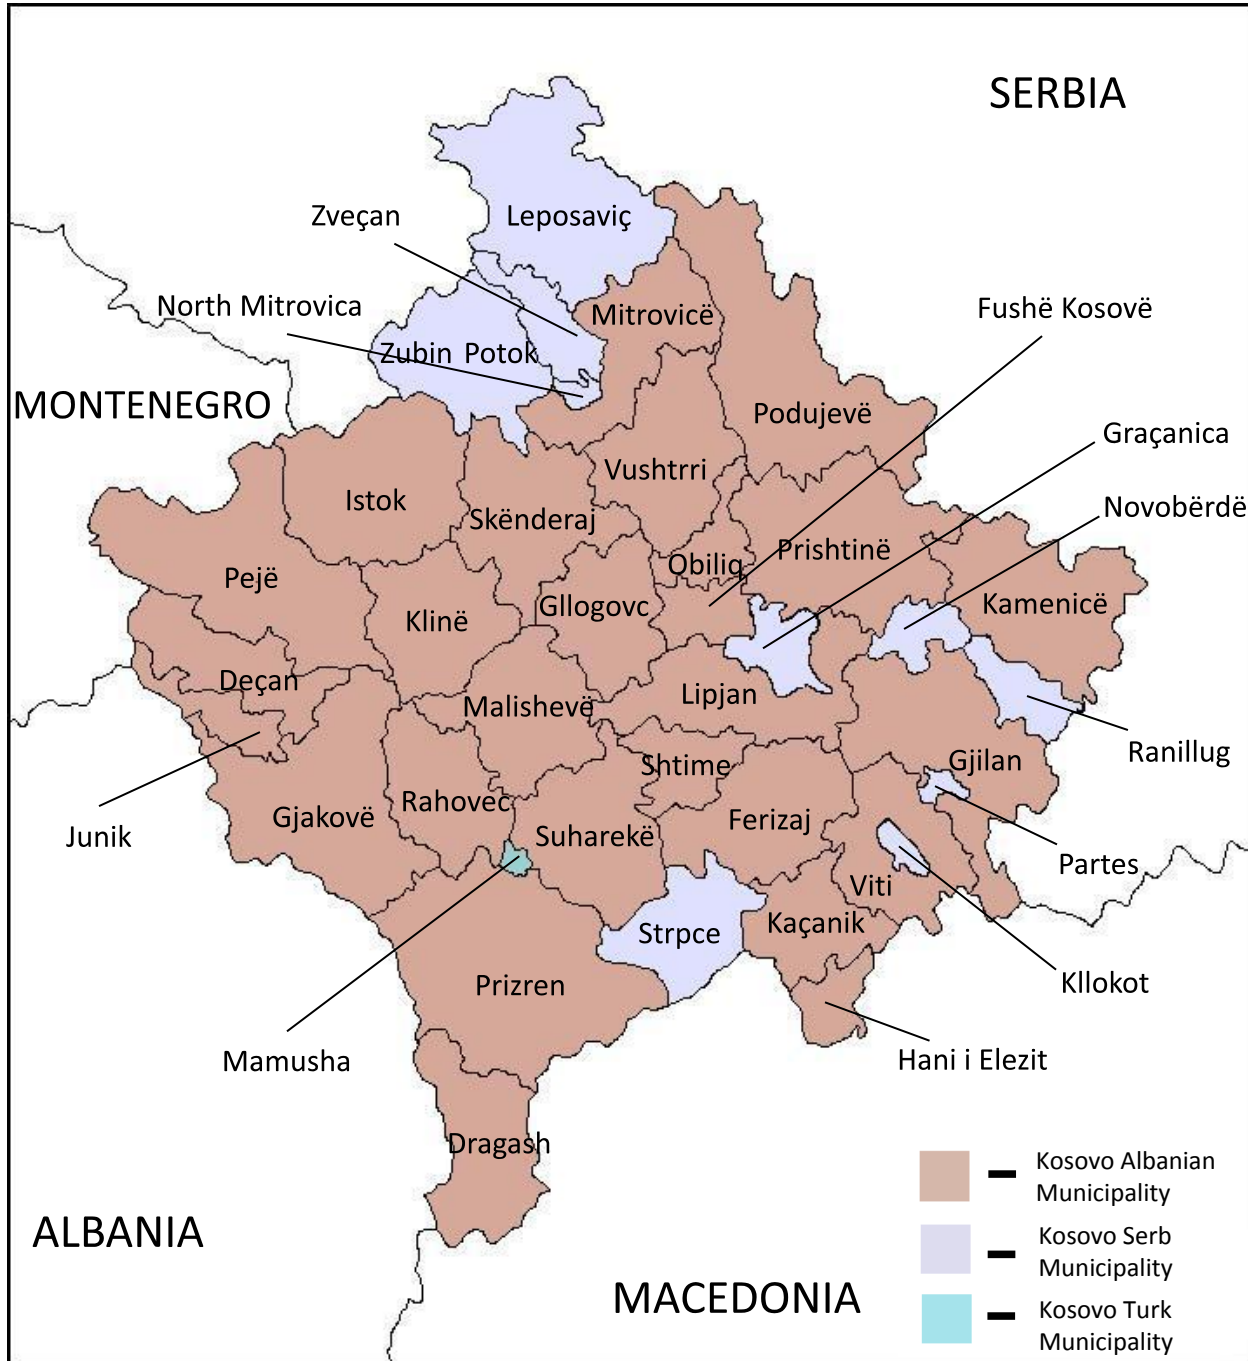 SERBIA
Zveçan
Leposaviç
North Mitrovica
Mitrovicë
Fushë Kosovë
Zubin Potok
MONTENEGRO
Podujevë
Graçanica
Vushtrri
Istok
Skënderaj
Novobërdë
Prishtinë
Obiliq
Pejë
Klinë
Gllogovc
Kamenicë
Deçan
Malishevë
Lipjan
Ranillug
Shtime
Gjilan
Junik
Gjakovë
Rahovec
Suharekë
Ferizaj
Partes
Viti
Kaçanik
Strpce
Prizren
Kllokot
Mamusha
Hani i Elezit
Dragash
ALBANIA
MACEDONIA
Kosovo Albanian
Municipality
Kosovo Serb
Municipality
Kosovo Turk
Municipality